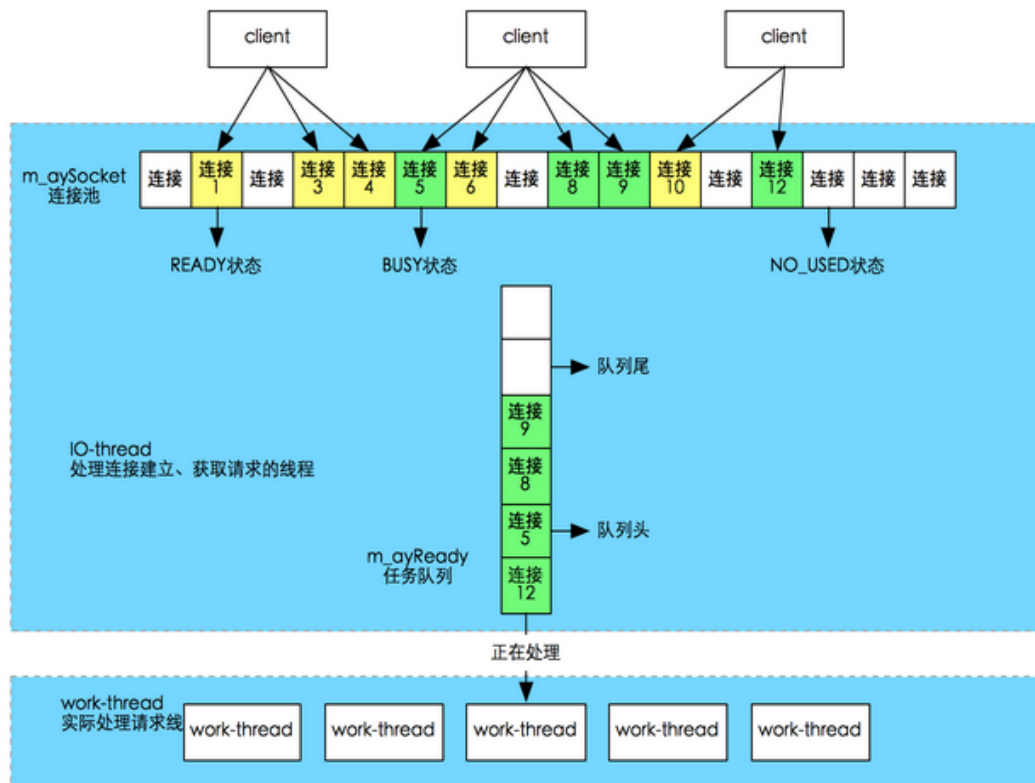 client
client
client
m_aySocket
连接池
连接
连接
1
连接
连接
3
连接
4
连接
5
连接
6
连接
连接
8
连接
9
连接
10
连接
连接
12
连接
连接
连接
READY状态
BUSY状态
NO_USED状态
队列尾
连接
9
IO-thread
处理连接建立、获取请求的线程
连接
8
连接
5
队列头
m_ayReady
任务队列
连接
12
正在处理
work-thread
实际处理请求线
work-thread
work-thread
work-thread
work-thread
work-thread